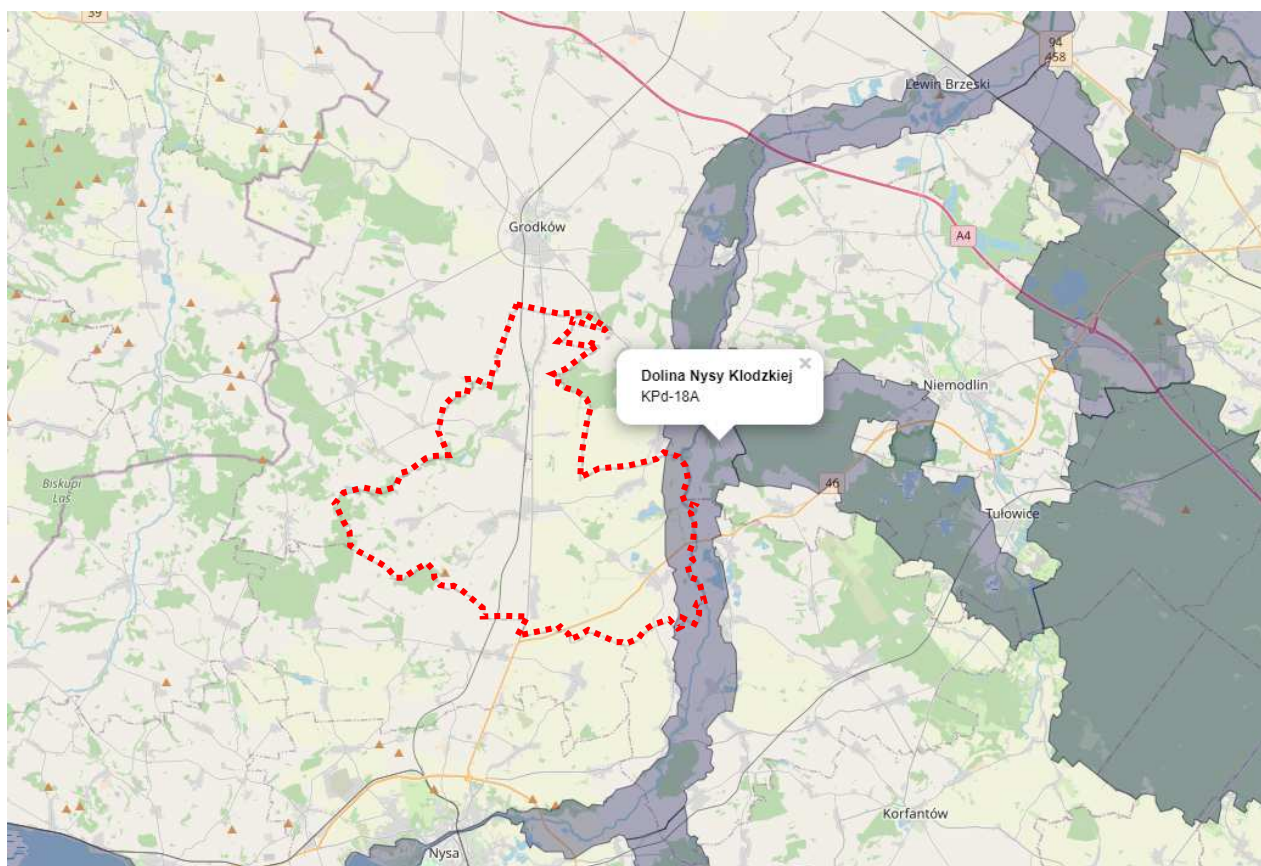 39
94
458
Lewin Brzeski
Grodków
A4
Dolina Nysy Klodzkiej
×
KPd-18A
Niemodlin
Biskupi
Las
46
Tułowice
Korfantów
Nysa